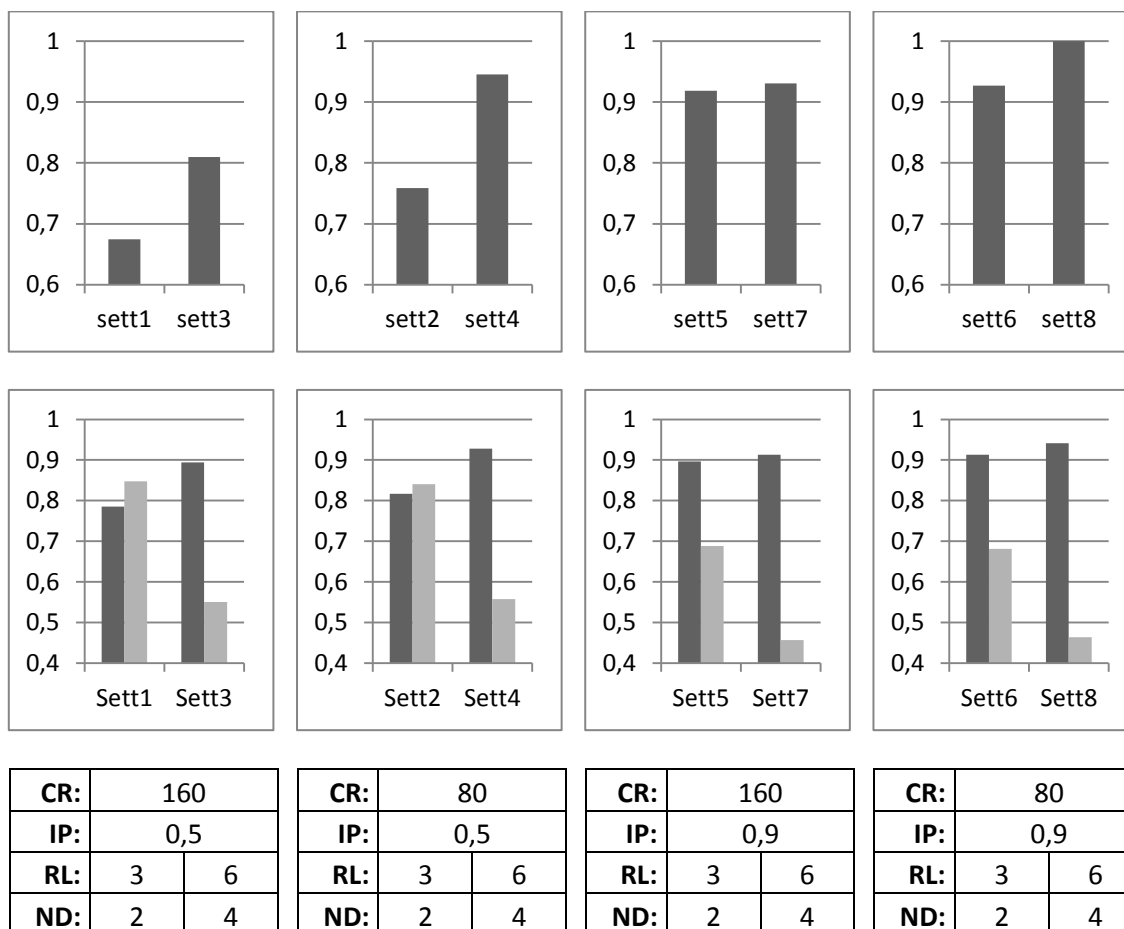 1 1 1 1
0,9 0,9 0,9 0,9
0,8 0,8 0,8 0,8
0,7 0,7 0,7 0,7
0,6 0,6 0,6 0,6
sett1 sett3 sett2 sett4 sett5 sett7 sett6 sett8
1 1 1 1
0,9 0,9 0,9 0,9
0,8 0,8 0,8 0,8
0,7 0,7 0,7 0,7
0,6 0,6 0,6 0,6
0,5 0,5 0,5 0,5
0,4 0,4 0,4 0,4
Sett1 Sett3 Sett2 Sett4 Sett5 Sett7 Sett6 Sett8
CR: 160 CR: 80 CR: 160 CR: 80
IP: 0,5 IP: 0,5 IP: 0,9 IP: 0,9
RL: 3 6 RL: 3 6 RL: 3 6 RL: 3 6
ND: 2 4 ND: 2 4 ND: 2 4 ND: 2 4